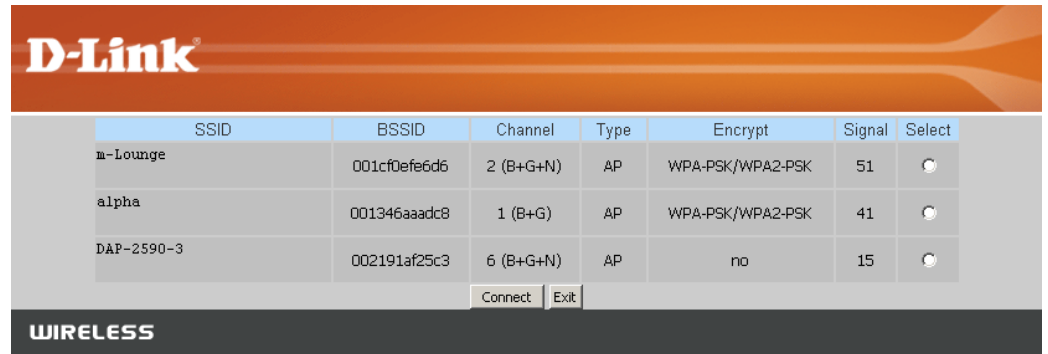 D-Link®
SSID BSSID Channel Type Encrypt Signal Select
m-Lounge 001cf0efe6d6 2 (B+G+N) AP WPA-PSK/WPA2-PSK 51
alpha 001346aaadc8 1 (B+G) AP WPA-PSK/WPA2-PSK 41
DAP-2590-3 002191af25c3 6 (B+G+N) AP no 15
Connect Exit
WIRELESS